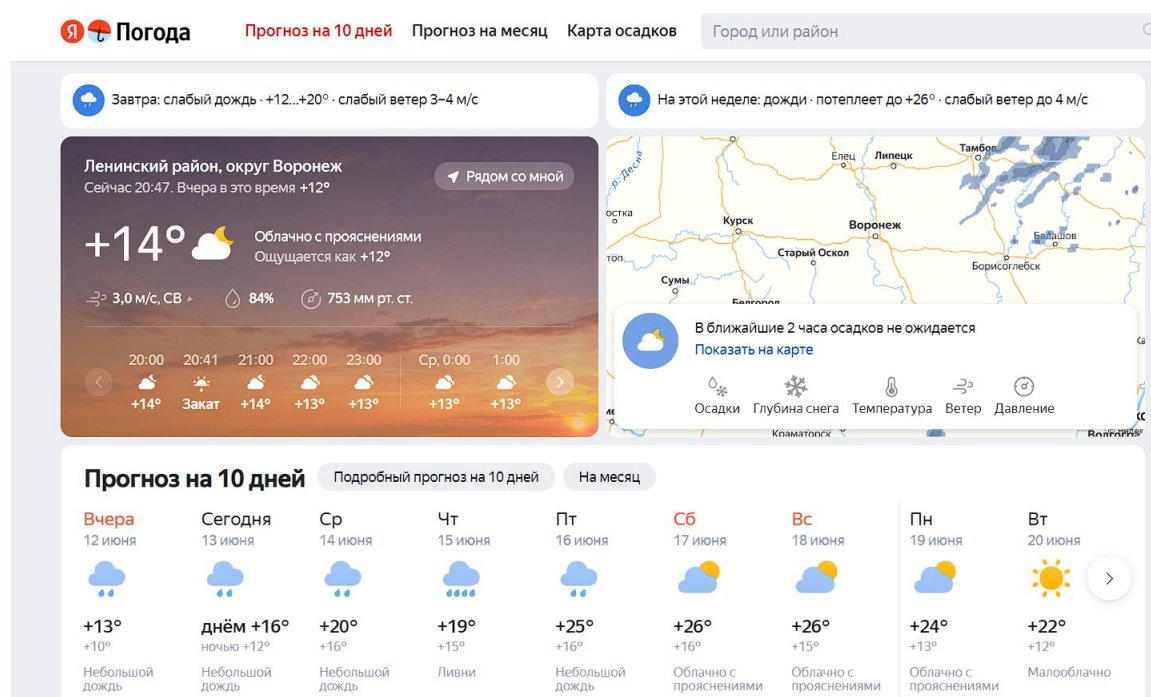 Я Погода
Прогноз на 10 дней
Прогноз на месяц
Карта осадков
Город или район
Завтра: слабый дождь · +12...+20° · слабый ветер 3–4 м/с
На этой неделе: дожди · потеплеет до +26° · слабый ветер до 4 м/с
Ленинский район, округ Воронеж
Сейчас 20:47. Вчера в это время +12°
Рядом со мной
+14°
Облачно с прояснениями
Ощущается как +12°
3,0 м/с, СВ
84%
753 мм рт. ст.
20:00 20:41 21:00 22:00 23:00 Ср, 0:00 1:00
+14° Закат +14° +13° +13° +13° +13°
р. Десна
Елец
Липецк
Тамбов
остка
Курск
Воронеж
Балашов
топ
Старый Оскол
Борисоглебск
Сумы
Белгород
В ближайшие 2 часа осадков не ожидается
Показать на карте
Осадки Глубина снега Температура Ветер Давление
Краматорск
Волгогра
Прогноз на 10 дней
Подробный прогноз на 10 дней
На месяц
Вчера Сегодня Ср Чт Пт Сб Вс Пн Вт
12 июня 13 июня 14 июня 15 июня 16 июня 17 июня 18 июня 19 июня 20 июня
+13° днём +16° +20° +19° +25° +26° +26° +24° +22°
+10° ночью +12° +16° +15° +16° +16° +15° +13° +12°
Небольшой Небольшой Небольшой Ливни Небольшой Облачно с Облачно с Облачно с Малооблачно
дождь дождь дождь дождь прояснениями прояснениями прояснениями